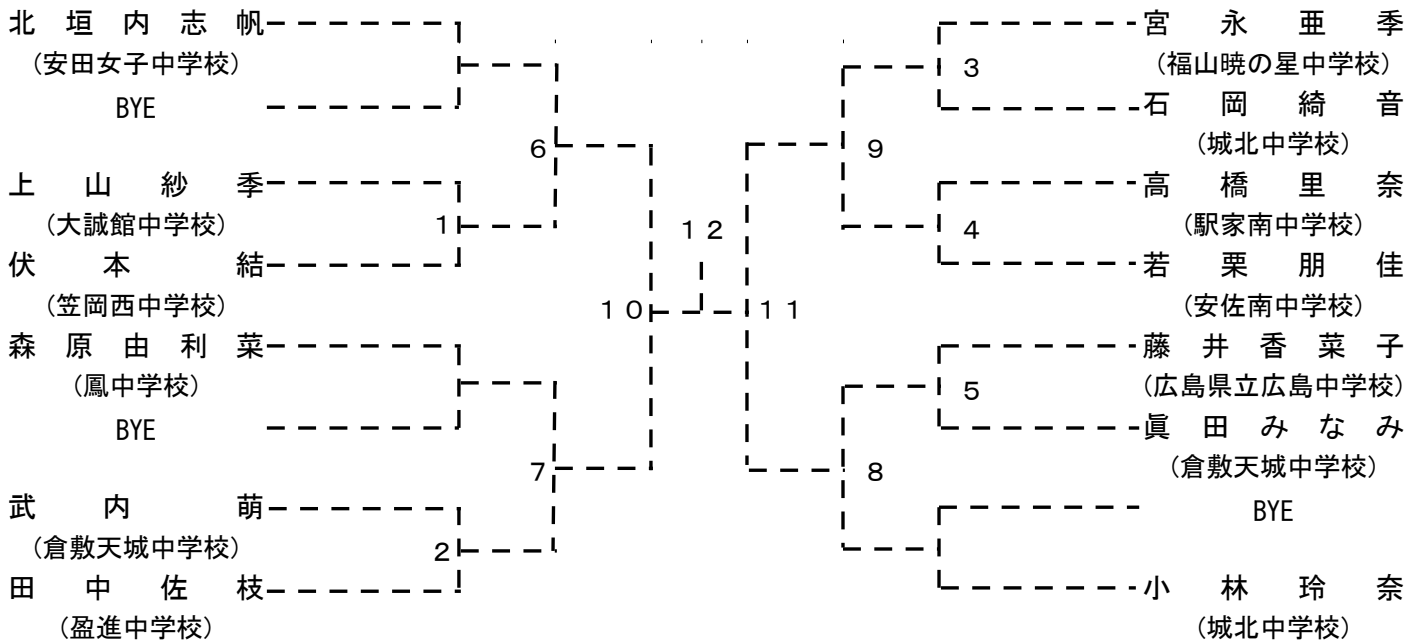 北垣内志帆
(安田女子中学校)
BYE
上山紗季
(大誠館中学校)
伏本結
(笠岡西中学校)
森原由利菜
(鳳中学校)
BYE
武内萌
(倉敷天城中学校)
田中佐枝
(盈進中学校)
1
2
6
7
10
12
11
9
8
3
4
5
宮永亜季
(福山暁の星中学校)
石岡綺音
(城北中学校)
高橋里奈
(駅家南中学校)
若栗朋佳
(安佐南中学校)
藤井香菜子
(広島県立広島中学校)
眞田みなみ
(倉敷天城中学校)
BYE
小林玲奈
(城北中学校)